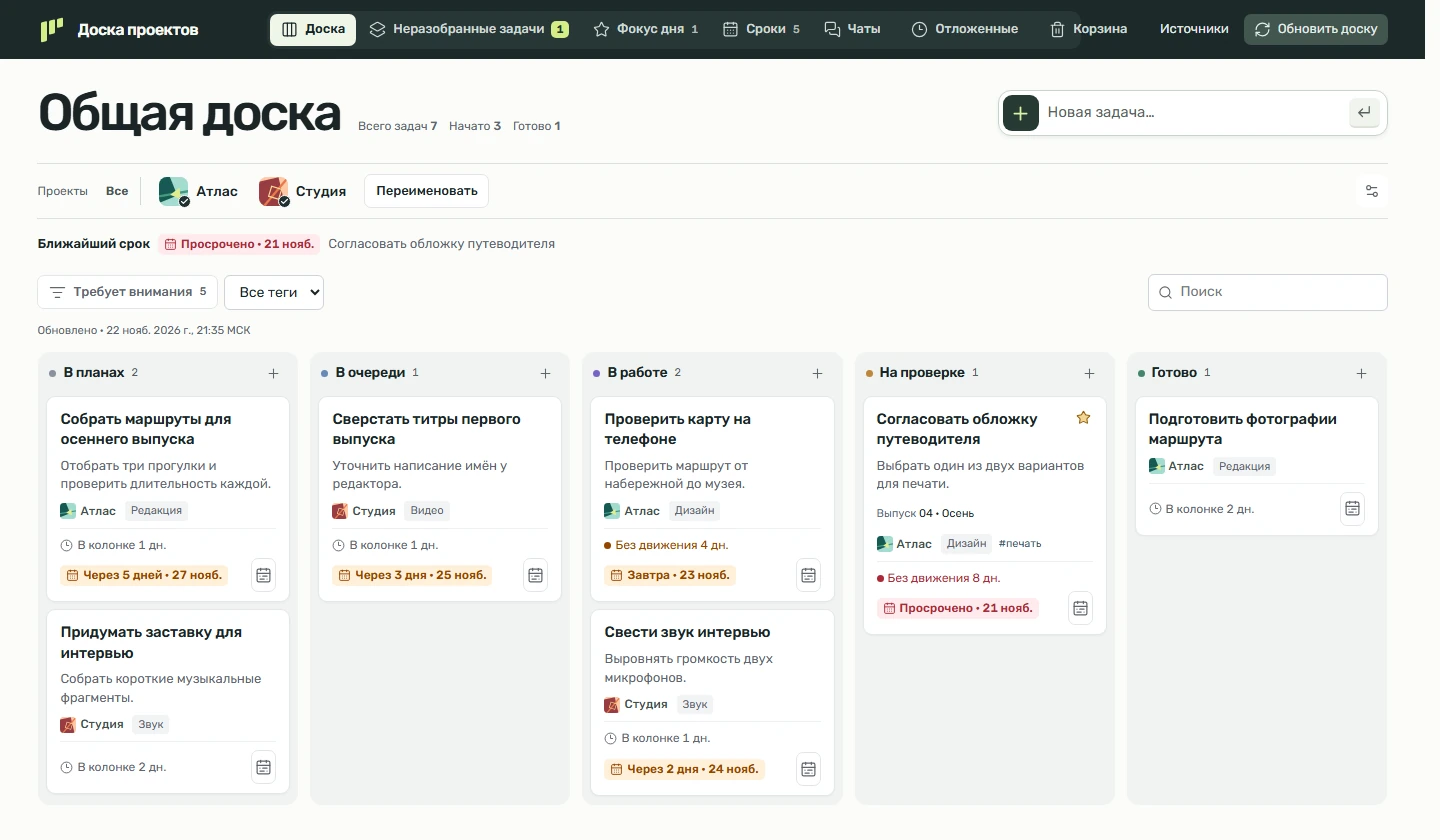 Доска проектов
Доска
Неразобранные задачи 1
Фокус дня 1
Сроки 5
Чаты
Отложенные
Корзина
Источники
Обновить доску
Общая доска
Всего задач 7 Начато 3 Готово 1
Новая задача...
Проекты Все Атлас Студия Переименовать
Ближайший срок Просрочено • 21 нояб. Согласовать обложку путеводителя
Требует внимания 5 Все теги
Поиск
Обновлено • 22 нояб. 2026 г., 21:35 МСК
В планах 2
Собрать маршруты для
осеннего выпуска
Отобрать три прогулки и
проверить длительность каждой.
Атлас Редакция
В колонке 1 дн.
Через 5 дней • 27 нояб.
Придумать заставку для
интервью
Собрать короткие музыкальные
фрагменты.
Студия Звук
В колонке 2 дн.
В очереди 1
Сверстать титры первого
выпуска
Уточнить написание имён у
редактора.
Студия Видео
В колонке 1 дн.
Через 3 дня • 25 нояб.
В работе 2
Проверить карту на
телефоне
Проверить маршрут от
набережной до музея.
Атлас Дизайн
Без движения 4 дн.
Завтра • 23 нояб.
Свести звук интервью
Выровнять громкость двух
микрофонов.
Студия Звук
В колонке 1 дн.
Через 2 дня • 24 нояб.
На проверке 1
Согласовать обложку
путеводителя
Выбрать один из двух вариантов
для печати.
Выпуск 04 • Осень
Атлас Дизайн #печать
Без движения 8 дн.
Просрочено • 21 нояб.
Готово 1
Подготовить фотографии
маршрута
Атлас Редакция
В колонке 2 дн.